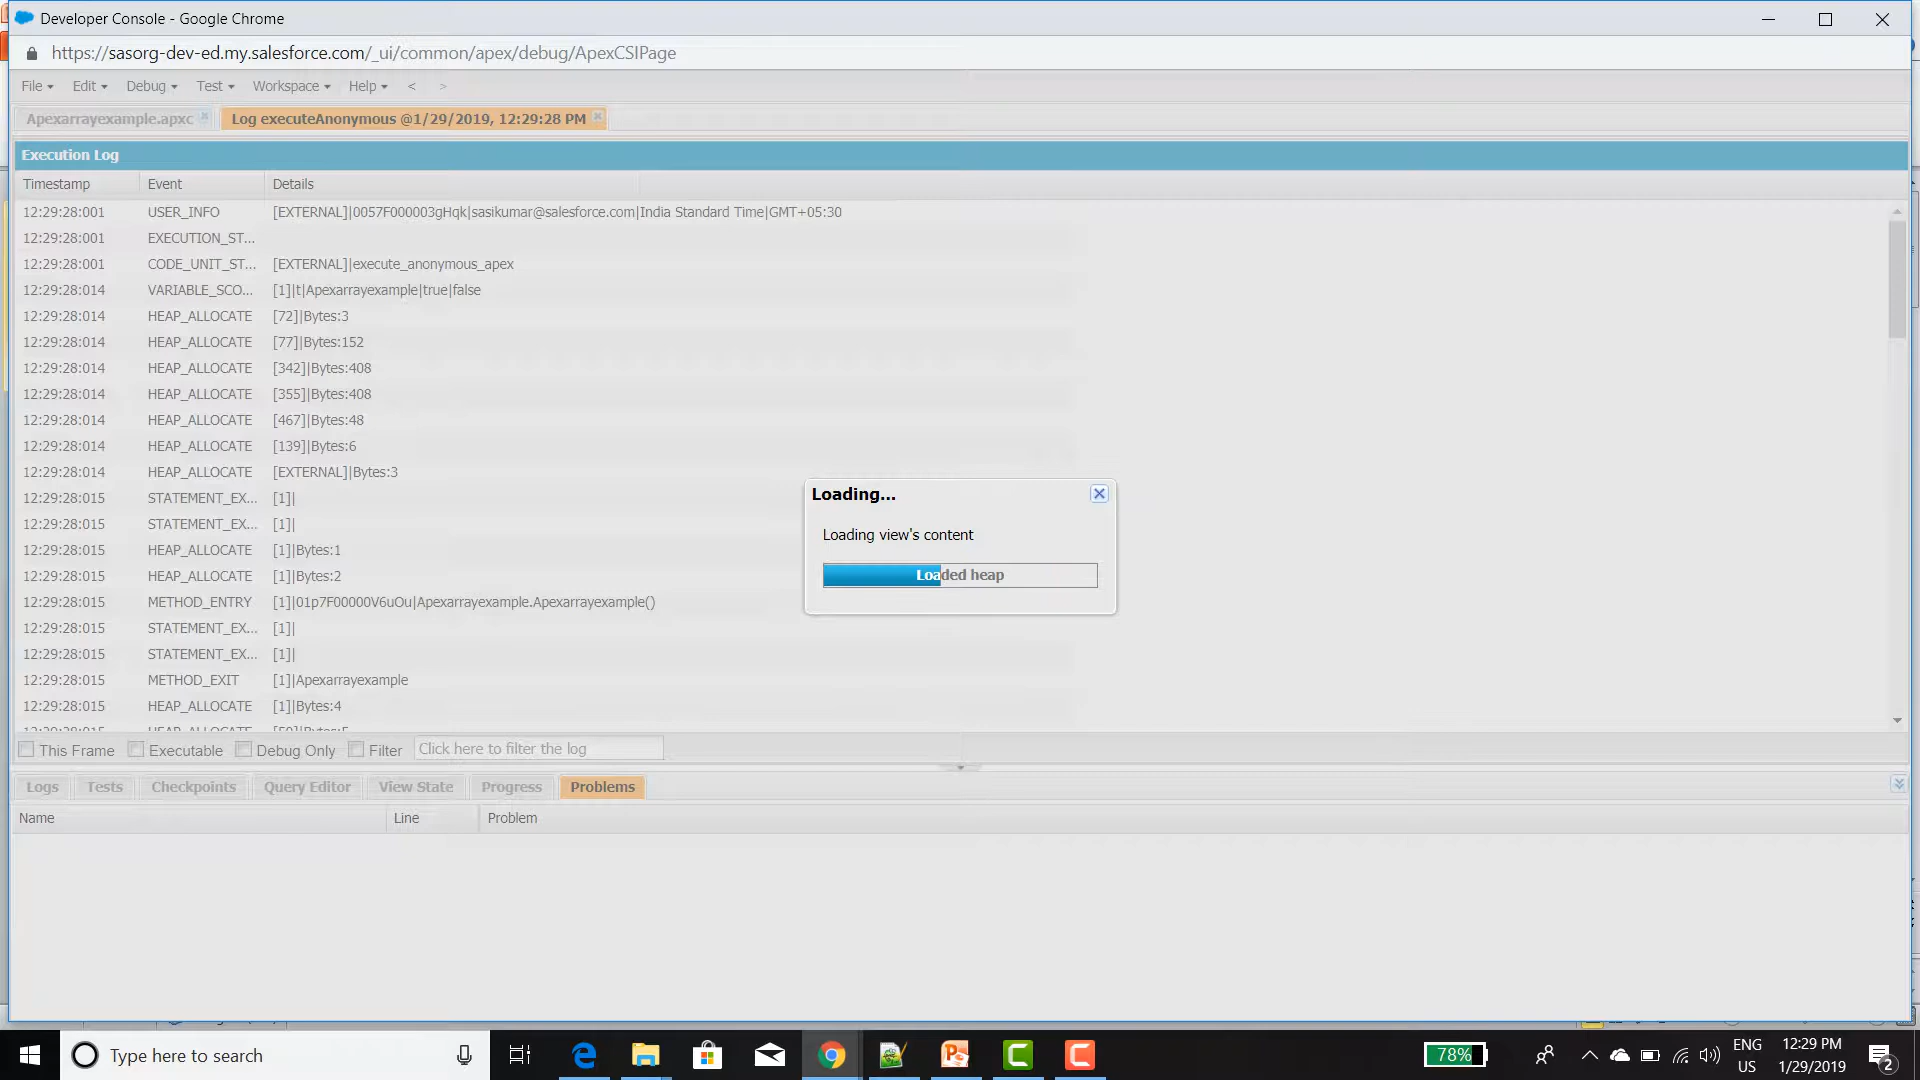 Developer Console - Google Chrome
https://sasorg-dev-ed.my.salesforce.com/_ui/common/apex/debug/ApexCSIPage
File Edit Debug Test Workspace Help < >
Apexarrayexample.apxc Log executeAnonymous @1/29/2019, 12:29:28 PM
Execution Log
Timestamp Event Details
12:29:28:001 USER_INFO [EXTERNAL]|0057F000003gHqk|sasikumar@salesforce.com|India Standard Time|GMT+05:30
12:29:28:001 EXECUTION_ST...
12:29:28:001 CODE_UNIT_ST... [EXTERNAL]|execute_anonymous_apex
12:29:28:014 VARIABLE_SCO... [1]|t|Apexarrayexample|true|false
12:29:28:014 HEAP_ALLOCATE [72]|Bytes:3
12:29:28:014 HEAP_ALLOCATE [77]|Bytes:152
12:29:28:014 HEAP_ALLOCATE [342]|Bytes:408
12:29:28:014 HEAP_ALLOCATE [355]|Bytes:408
12:29:28:014 HEAP_ALLOCATE [467]|Bytes:48
12:29:28:014 HEAP_ALLOCATE [139]|Bytes:6
12:29:28:014 HEAP_ALLOCATE [EXTERNAL]|Bytes:3
12:29:28:015 STATEMENT_EX... [1]|
12:29:28:015 STATEMENT_EX... [1]|
12:29:28:015 HEAP_ALLOCATE [1]|Bytes:1
12:29:28:015 HEAP_ALLOCATE [1]|Bytes:2
12:29:28:015 METHOD_ENTRY [1]|01p7F00000V6uOu|Apexarrayexample.Apexarrayexample()
12:29:28:015 STATEMENT_EX... [1]|
12:29:28:015 STATEMENT_EX... [1]|
12:29:28:015 METHOD_EXIT [1]|Apexarrayexample
12:29:28:015 HEAP_ALLOCATE [1]|Bytes:4
Loading...
Loading view's content
Loaded heap
This Frame Executable Debug Only Filter Click here to filter the log
Logs Tests Checkpoints Query Editor View State Progress Problems
Name Line Problem
Type here to search
78%
ENG
US
12:29 PM
1/29/2019
2